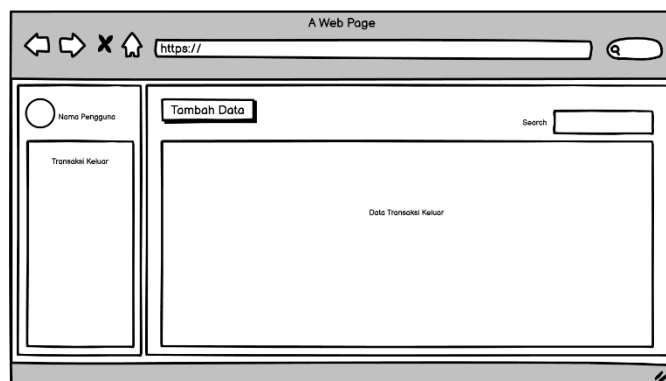 A Web Page
https://
Nama Pengguna
Transaksi Keluar
Tambah Data
Search
Data Transaksi Keluar